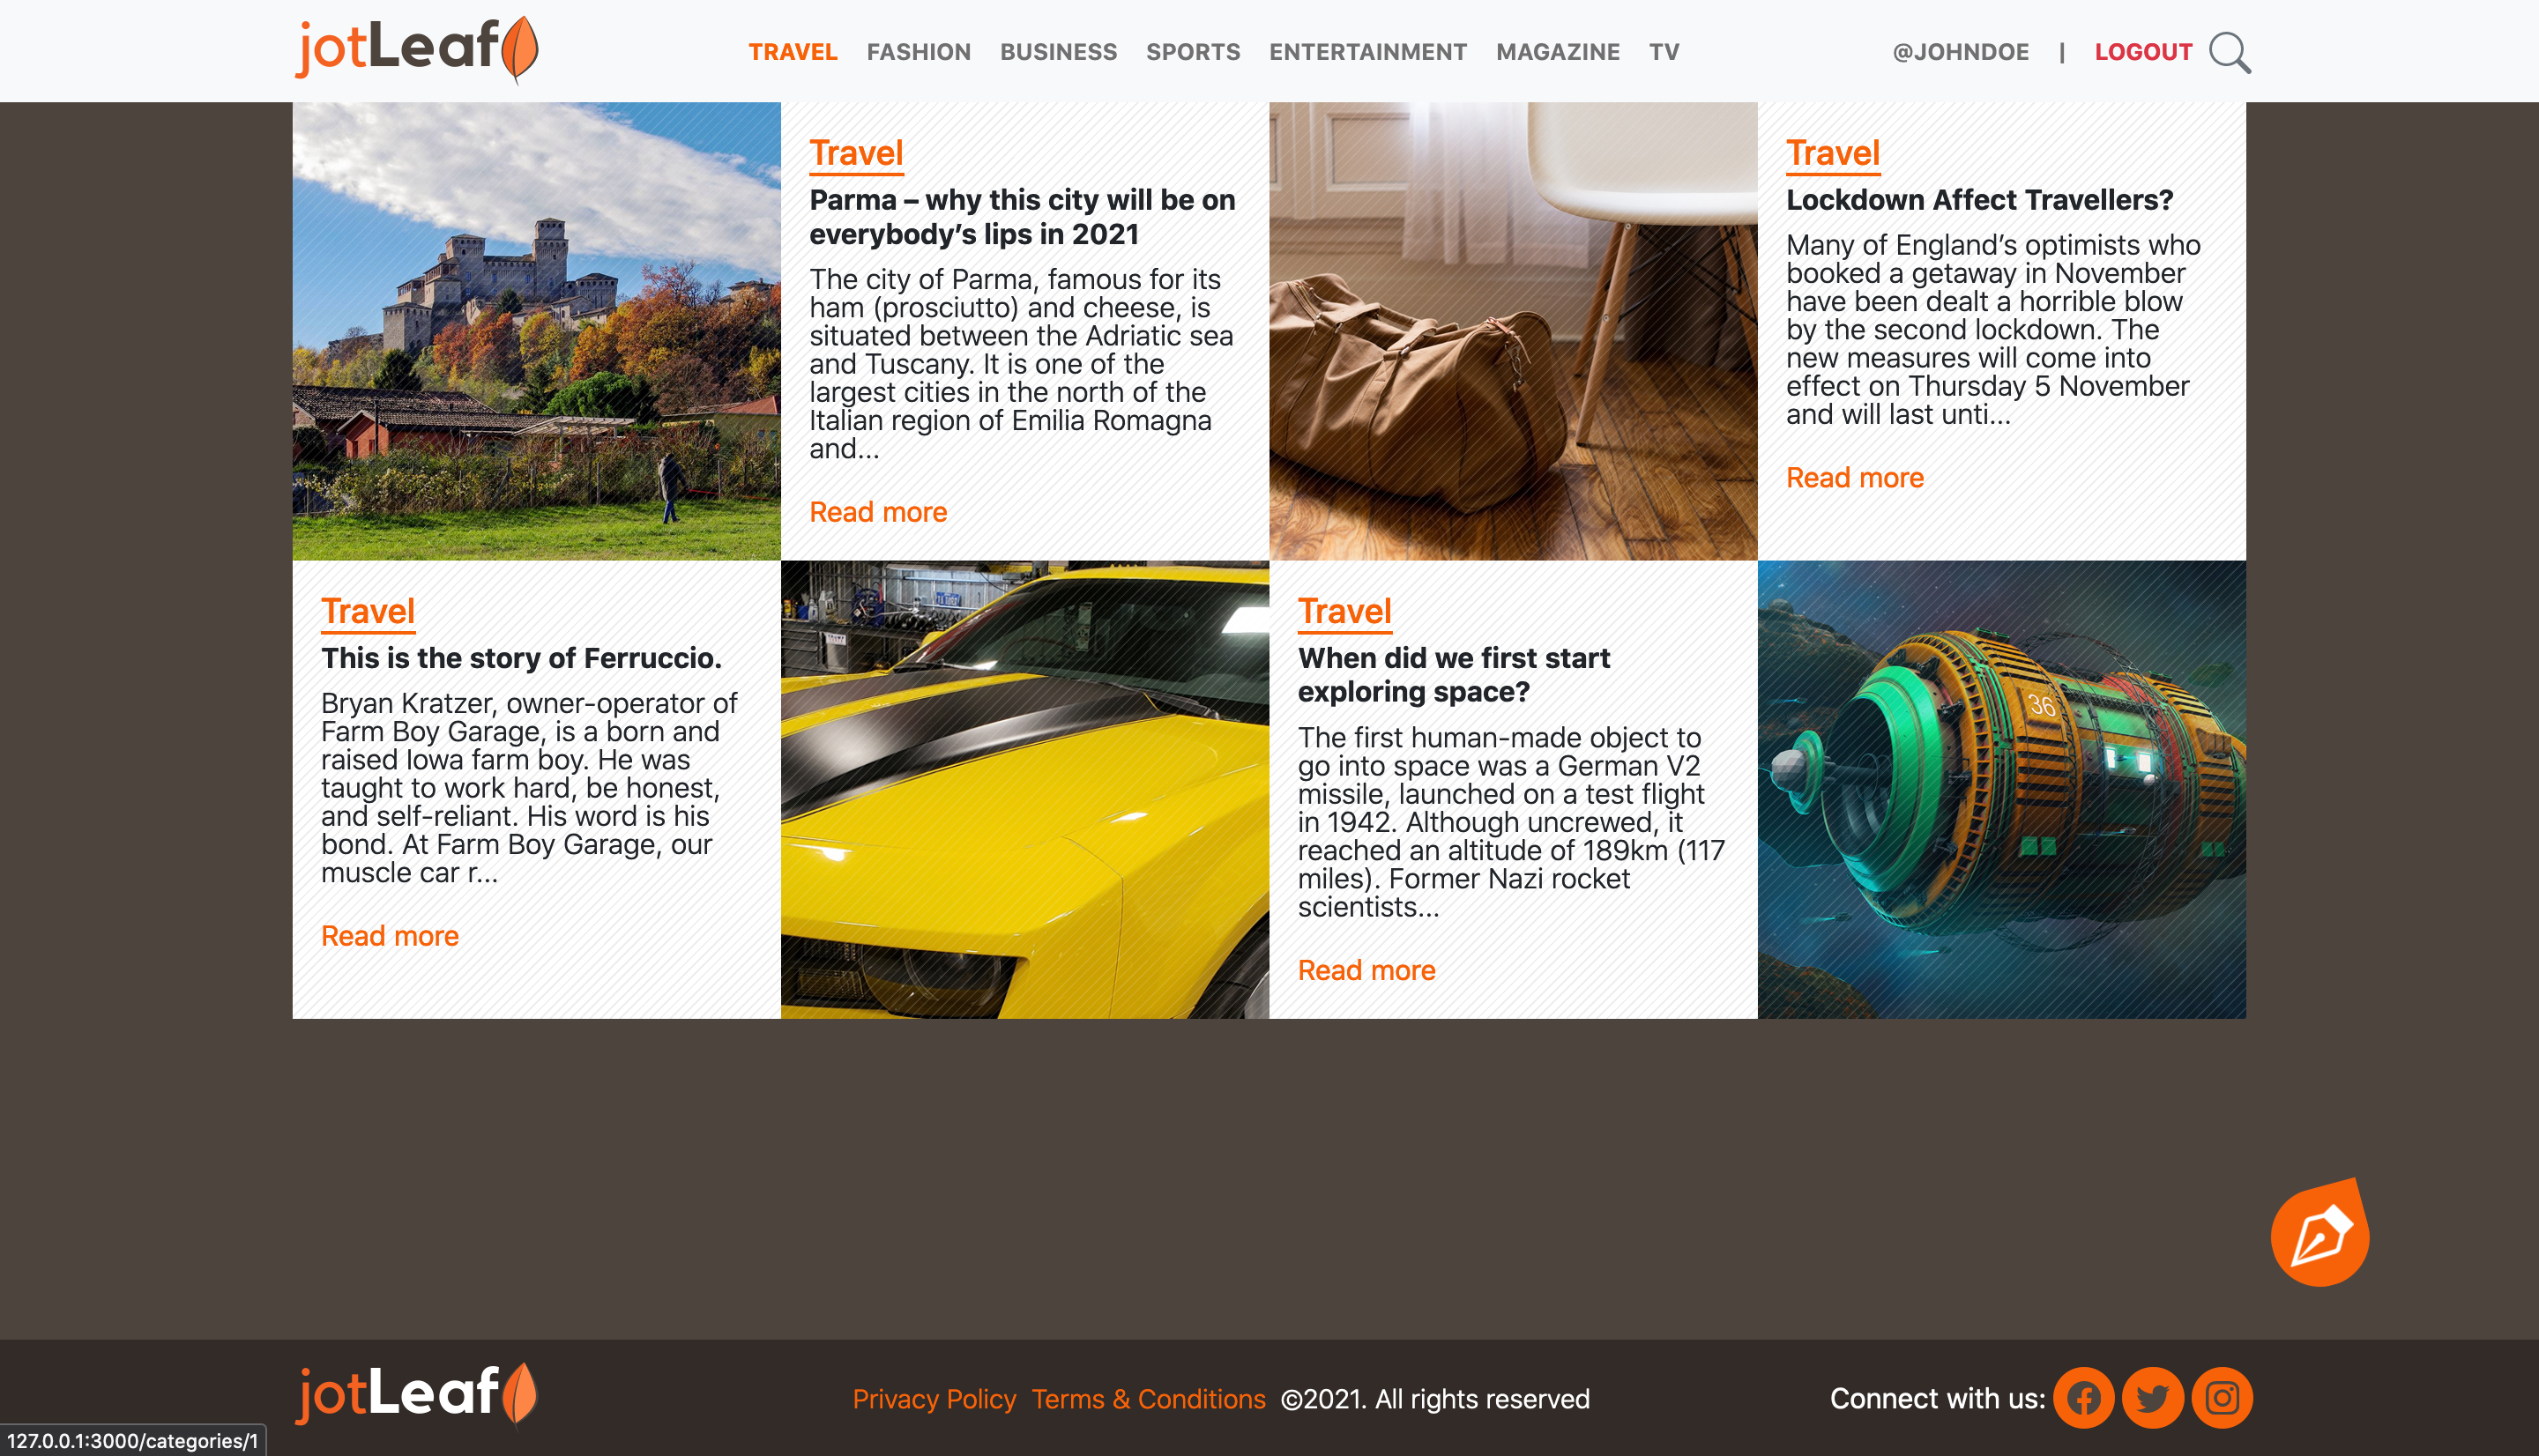 jotLeaf
TRAVEL FASHION BUSINESS SPORTS ENTERTAINMENT MAGAZINE TV
@JOHNDOE | LOGOUT
Travel
Parma – why this city will be on
everybody’s lips in 2021
The city of Parma, famous for its
ham (prosciutto) and cheese, is
situated between the Adriatic sea
and Tuscany. It is one of the
largest cities in the north of the
Italian region of Emilia Romagna
and...
Read more
Travel
Lockdown Affect Travellers?
Many of England’s optimists who
booked a getaway in November
have been dealt a horrible blow
by the second lockdown. The
new measures will come into
effect on Thursday 5 November
and will last unti...
Read more
Travel
This is the story of Ferruccio.
Bryan Kratzer, owner-operator of
Farm Boy Garage, is a born and
raised Iowa farm boy. He was
taught to work hard, be honest,
and self-reliant. His word is his
bond. At Farm Boy Garage, our
muscle car r...
Read more
Travel
When did we first start
exploring space?
The first human-made object to
go into space was a German V2
missile, launched on a test flight
in 1942. Although uncrewed, it
reached an altitude of 189km (117
miles). Former Nazi rocket
scientists...
Read more
36
jotLeaf
Privacy Policy Terms & Conditions ©2021. All rights reserved
Connect with us:
127.0.0.1:3000/categories/1